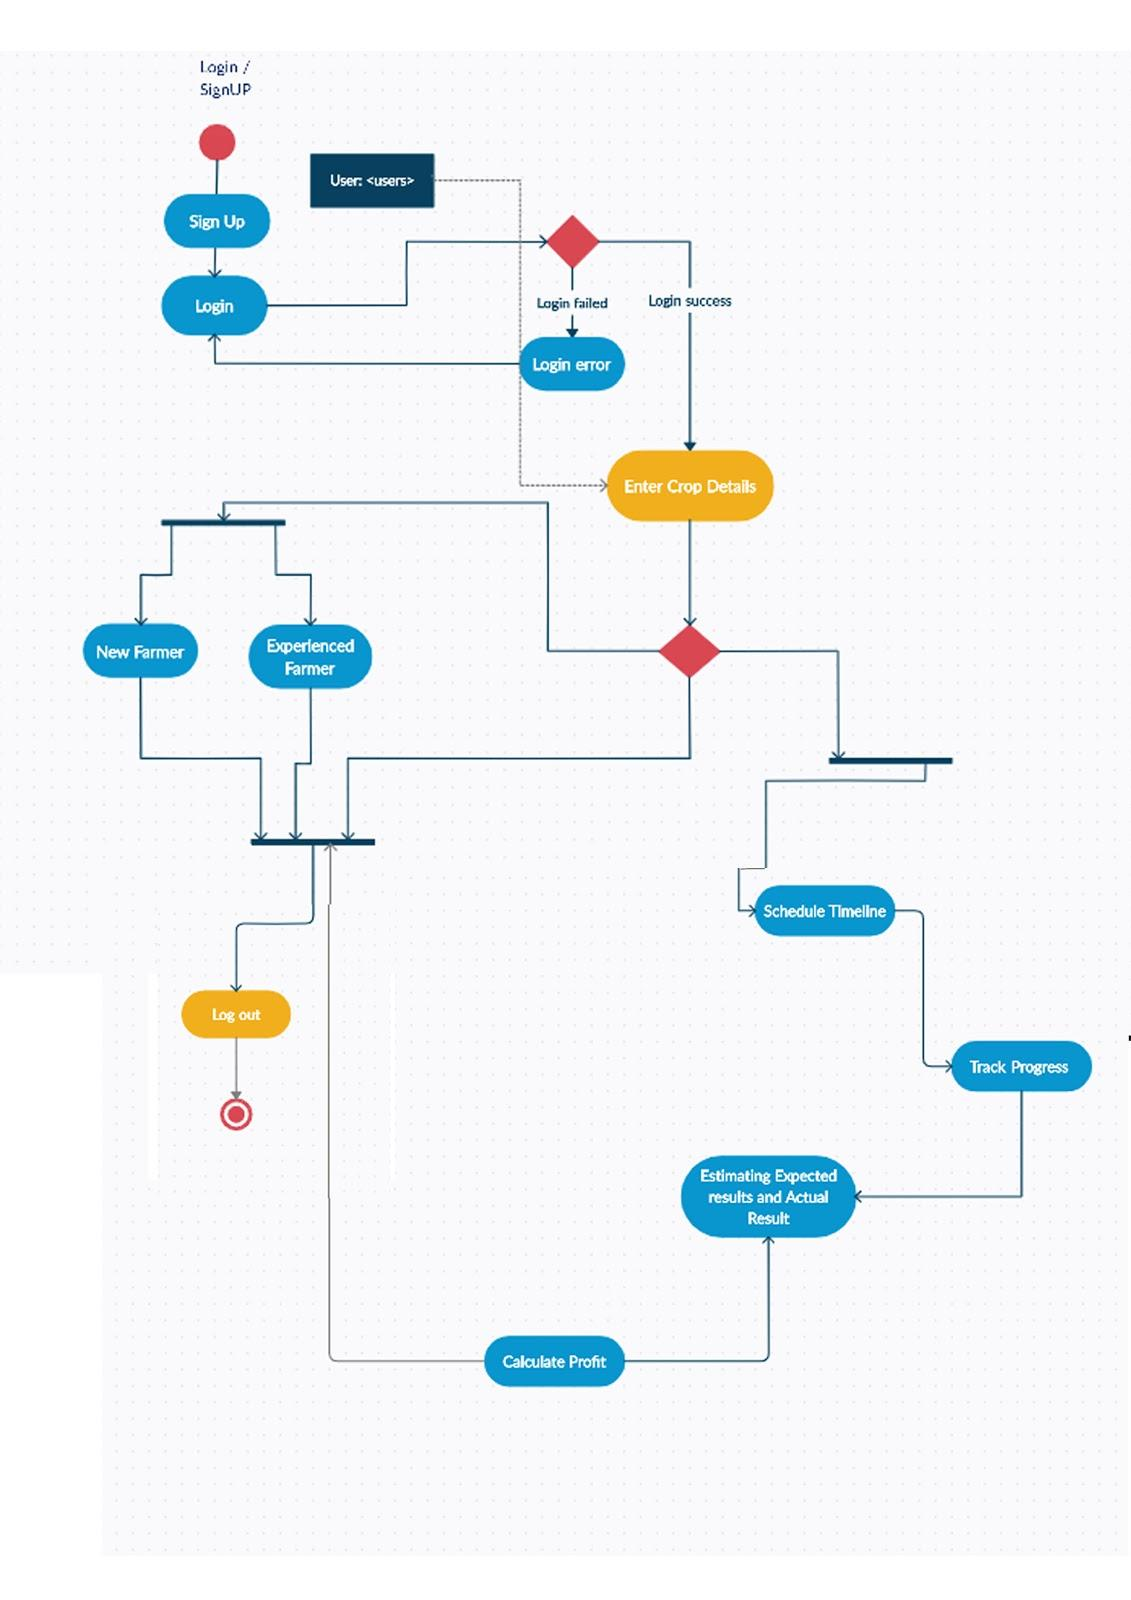 Login /
SignUP
User: <users>
Sign Up
Login
Login failed
Login success
Login error
Enter Crop Details
New Farmer
Experienced
Farmer
Schedule Timeline
Log out
Track Progress
Estimating Expected
results and Actual
Result
Calculate Profit